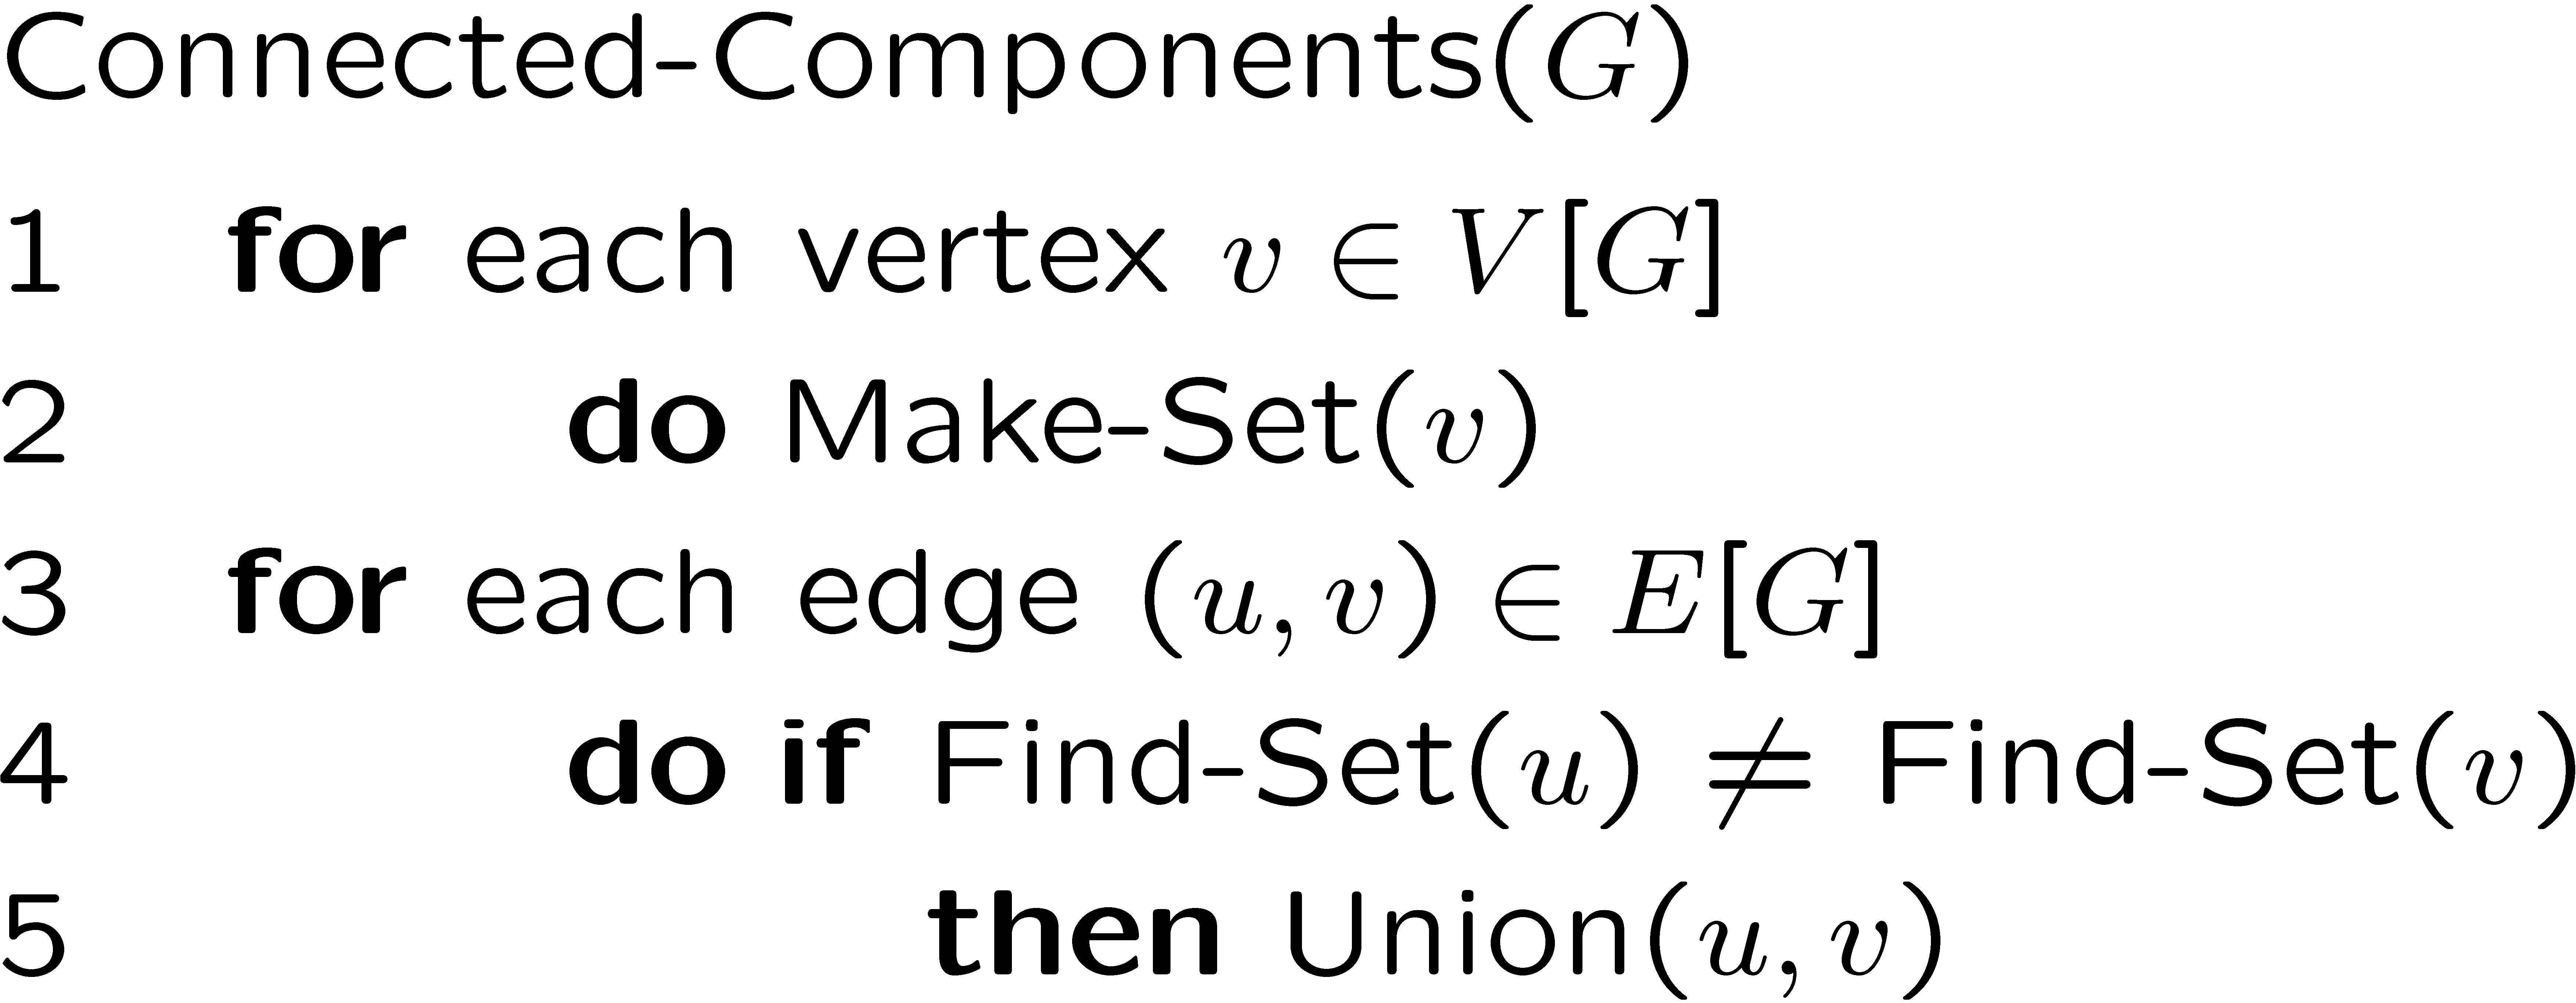 Connected-Components(G)
1 for each vertex v ∈ V[G]
2 do Make-Set(v)
3 for each edge (u, v) ∈ E[G]
4 do if Find-Set(u) ≠ Find-Set(v)
5 then Union(u, v)